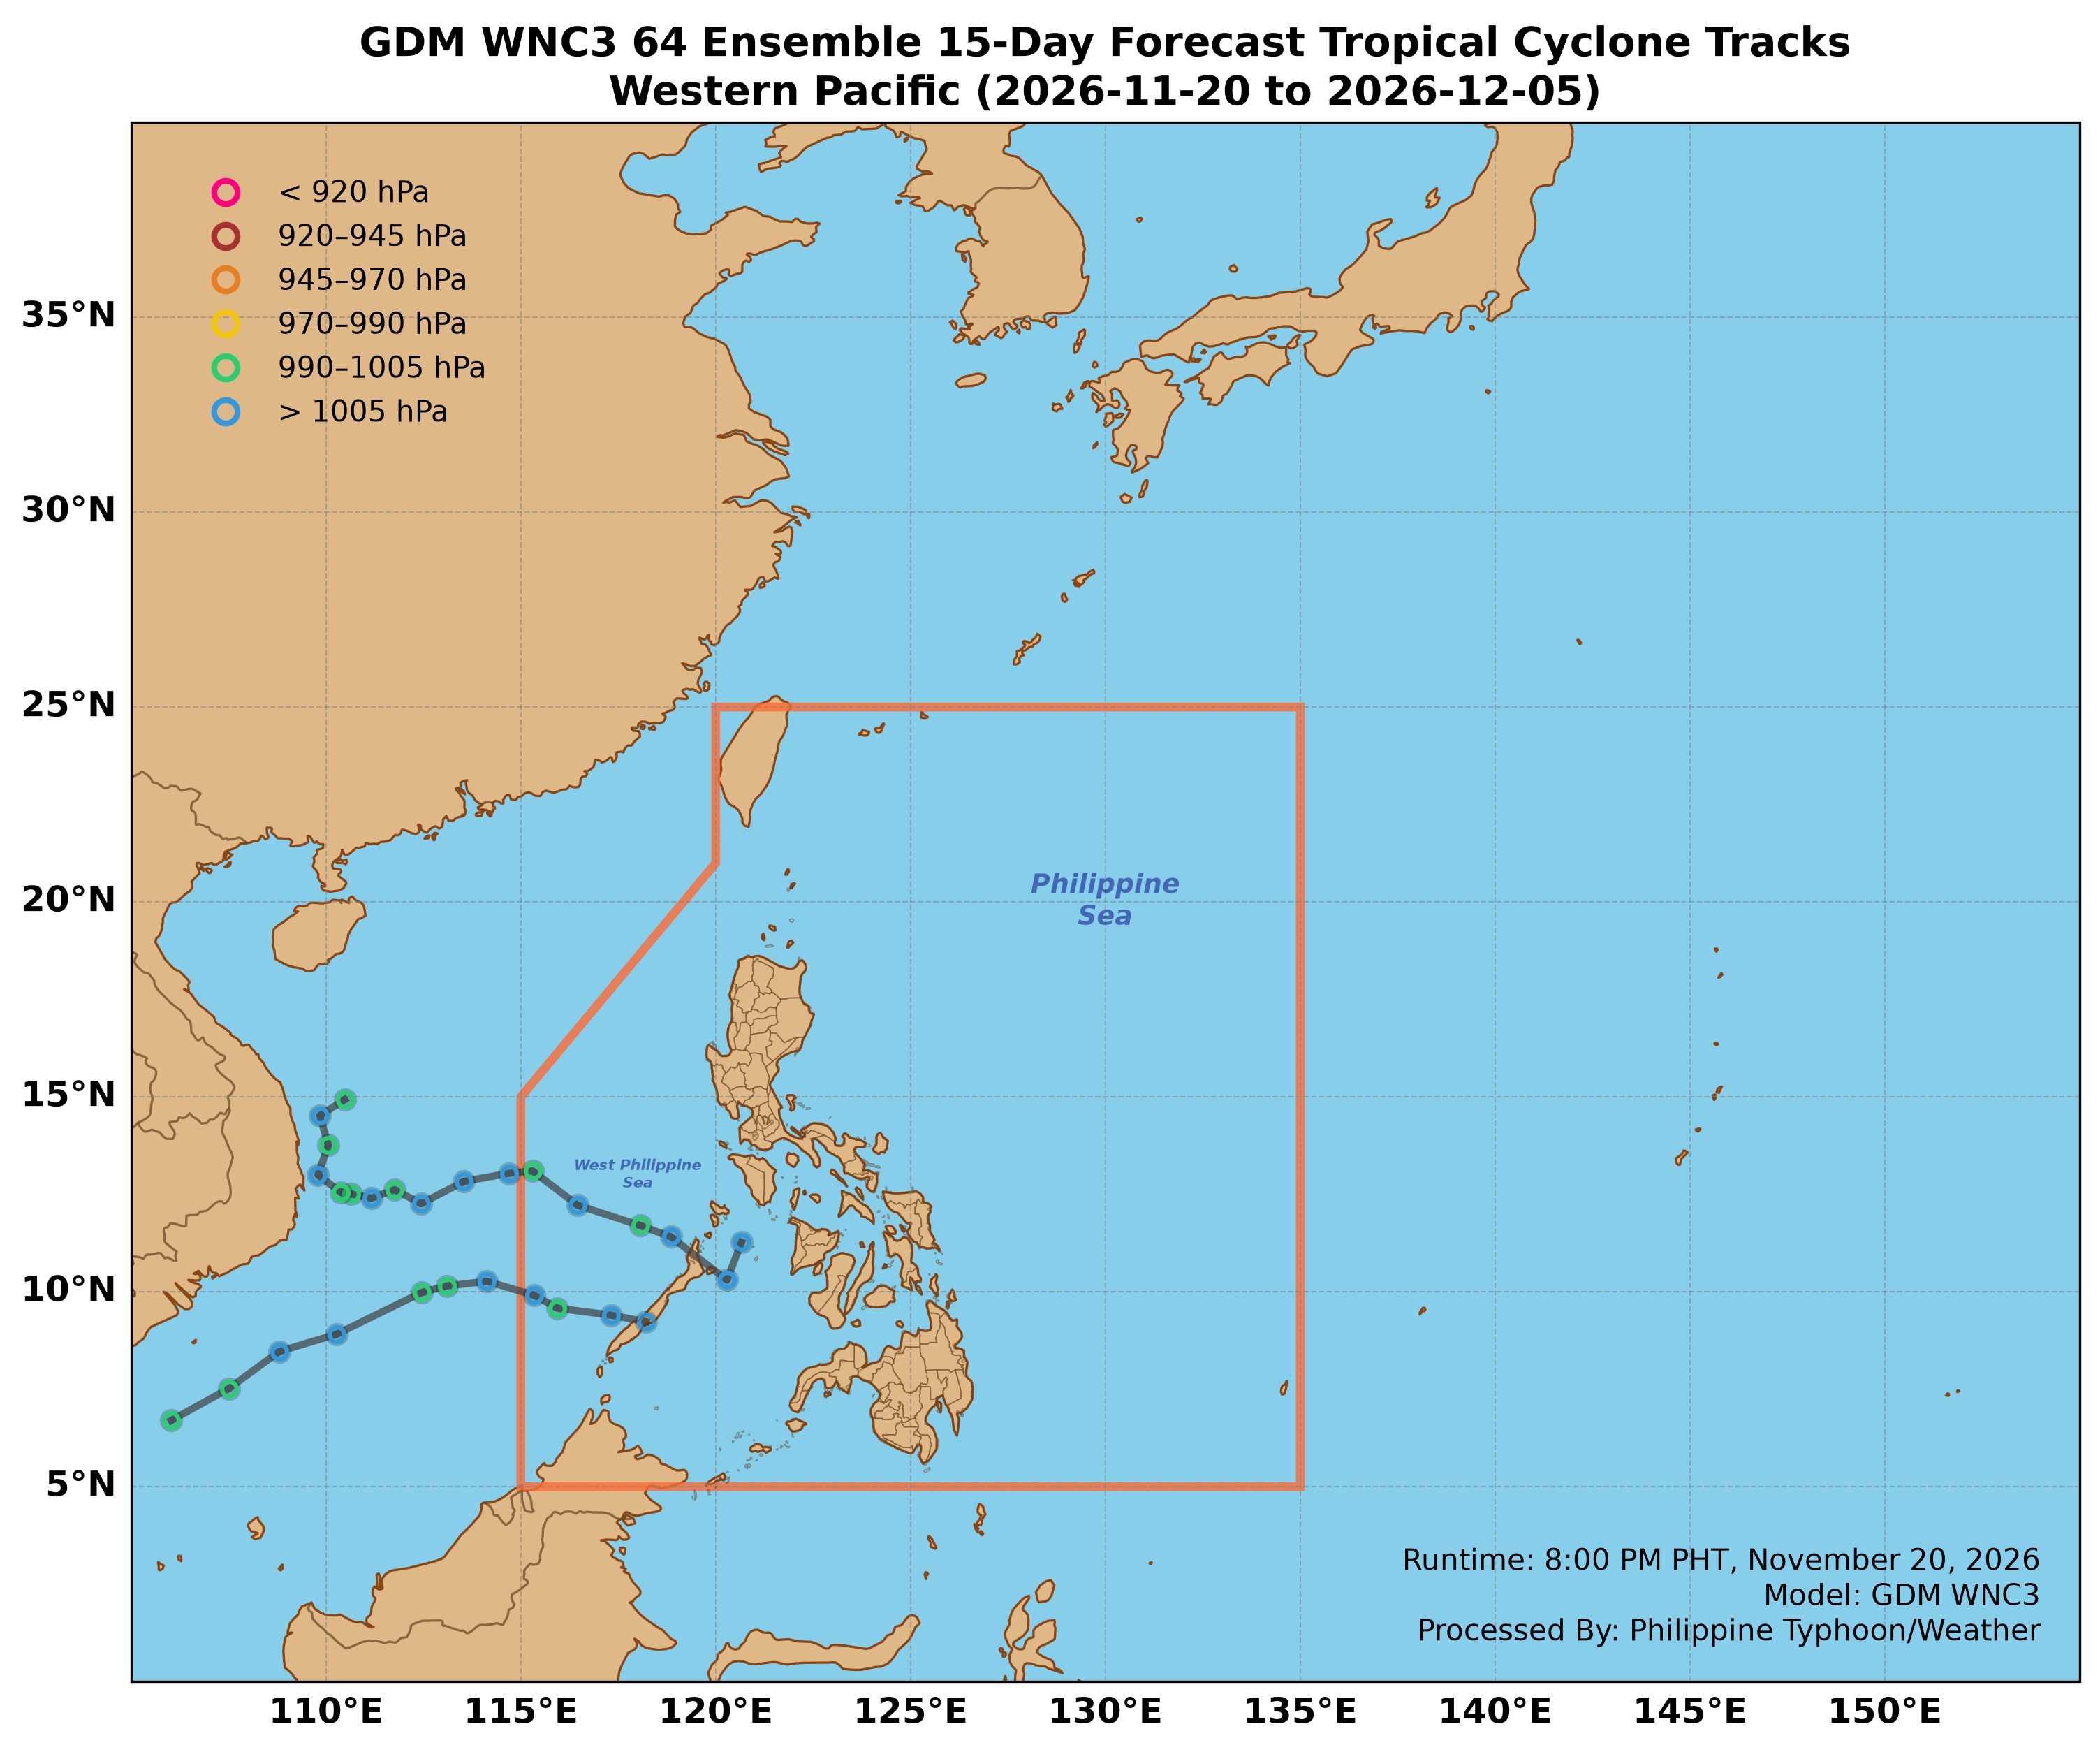 GDM WNC3 64 Ensemble 15-Day Forecast Tropical Cyclone Tracks
Western Pacific (2026-11-20 to 2026-12-05)
< 920 hPa
920–945 hPa
945–970 hPa
970–990 hPa
990–1005 hPa
> 1005 hPa
35°N
30°N
25°N
20°N
15°N
10°N
5°N
Philippine
Sea
West Philippine
Sea
Runtime: 8:00 PM PHT, November 20, 2026
Model: GDM WNC3
Processed By: Philippine Typhoon/Weather
110°E 115°E 120°E 125°E 130°E 135°E 140°E 145°E 150°E